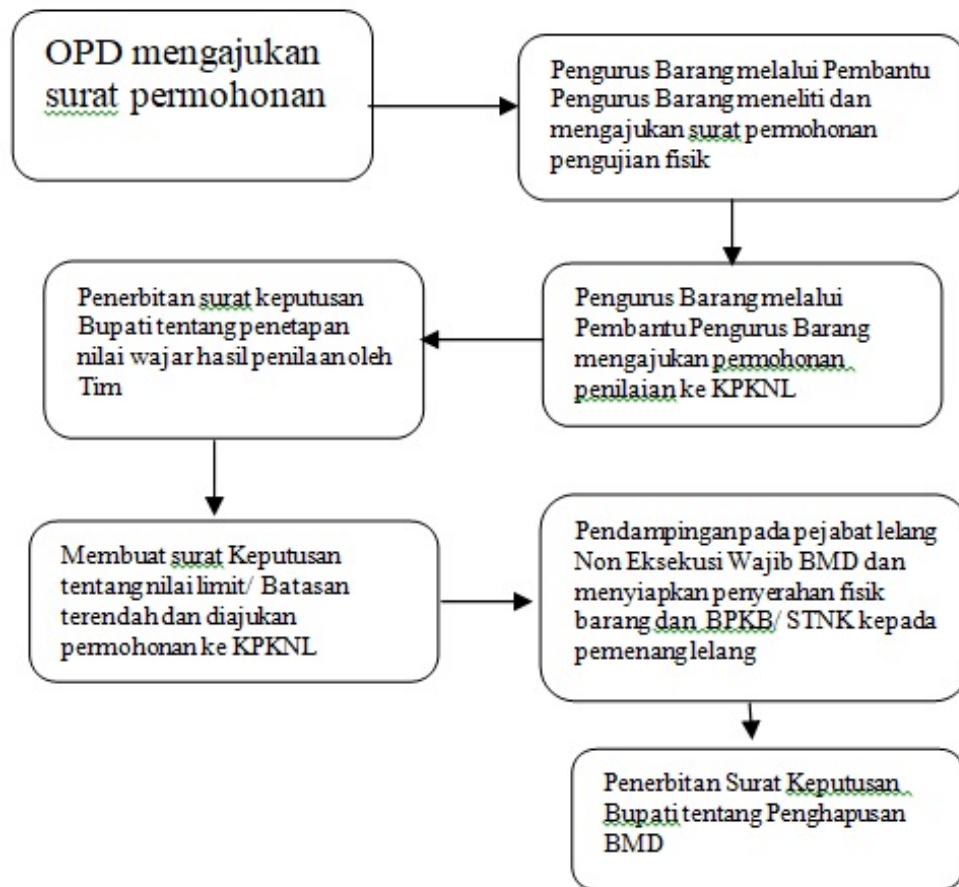 OPD mengajukan
surat permohonan
Pengurus Barang melalui Pembantu
Pengurus Barang meneliti dan
mengajukan surat permohonan
pengujian fisik
Pengurus Barang melalui
Pembantu Pengurus Barang
mengajukan permohonan
penilaian ke KPKNL
Penerbitan surat keputusan
Bupati tentang penetapan
nilai wajar hasil penilaan oleh
Tim
Membuat surat Keputusan
tentang nilai limit/ Batasan
terendah dan diajukan
permohonan ke KPKNL
Pendampingan pada pejabat lelang
Non Eksekusi Wajib BMD dan
menyiapkan penyerahan fisik
barang dan BPKB/ STNK kepada
pemenang lelang
Penerbitan Surat Keputusan
Bupati tentang Penghapusan
BMD